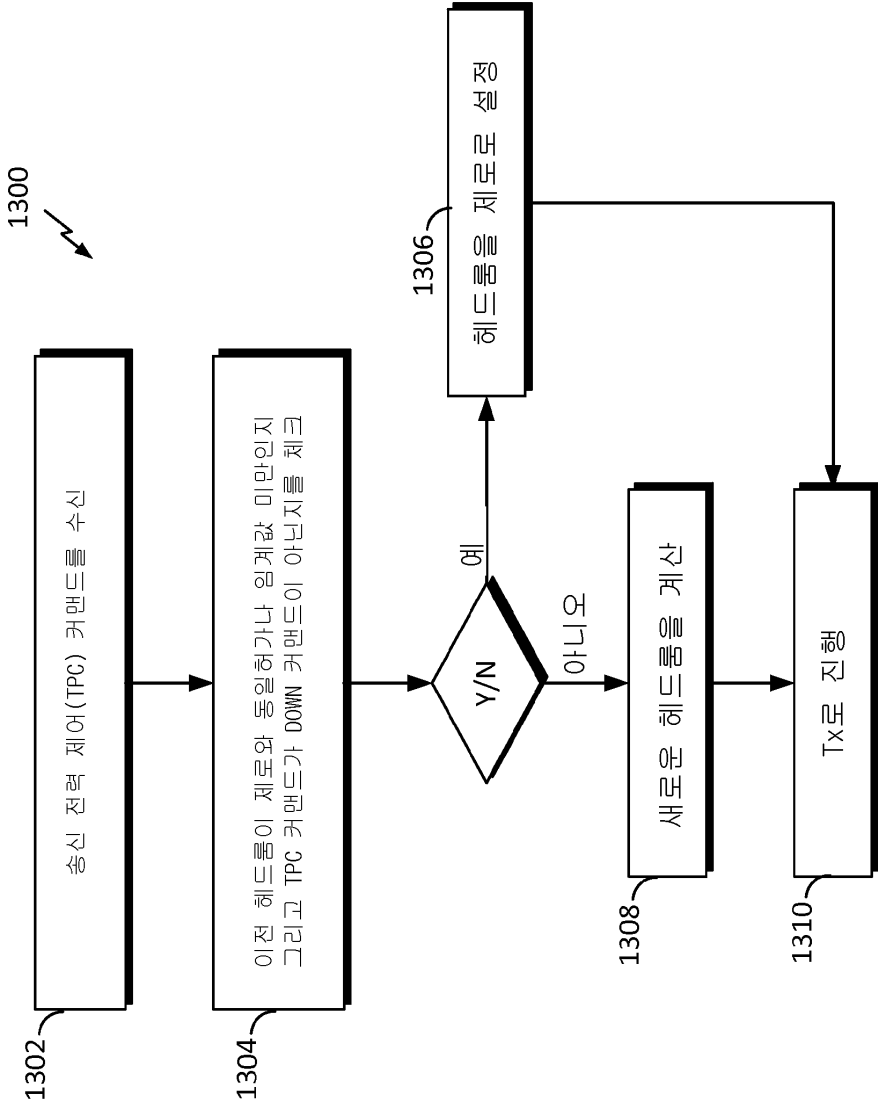 1300
1302
송신 전력 제어(TPC) 커맨드를 수신
1304
이전 헤드룸이 제로와 동일허가나 임계값 미만인지
그리고 TPC 커맨드가 DOWN 커맨드이 아닌지를 체크
Y/N
예
1306
헤드룸을 제로로 설정
아니오
1308
새로운 헤드룸을 계산
1310
Tx로 진행